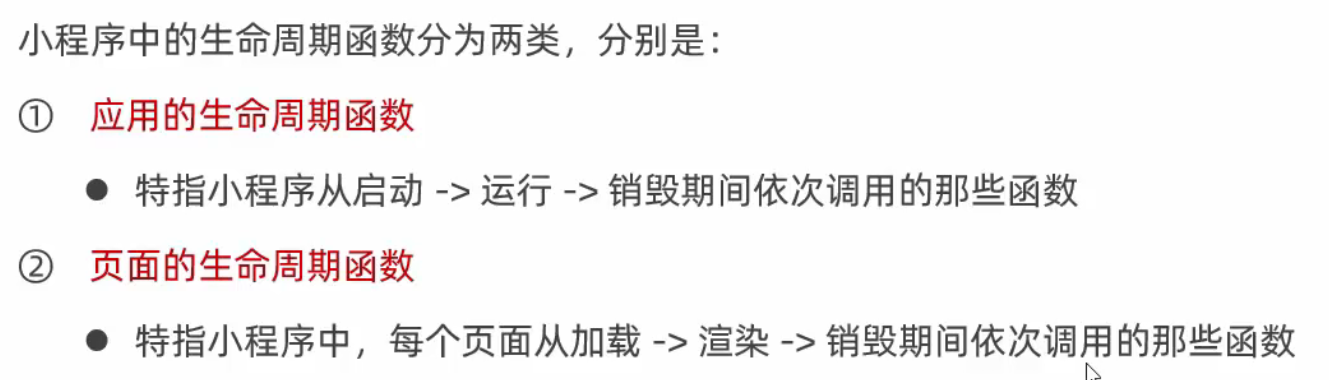 小程序中的生命周期函数分为两类，分别是：
① 应用的生命周期函数
● 特指小程序从启动 -> 运行 -> 销毁期间依次调用的那些函数
② 页面的生命周期函数
● 特指小程序中，每个页面从加载 -> 渲染 -> 销毁期间依次调用的那些函数